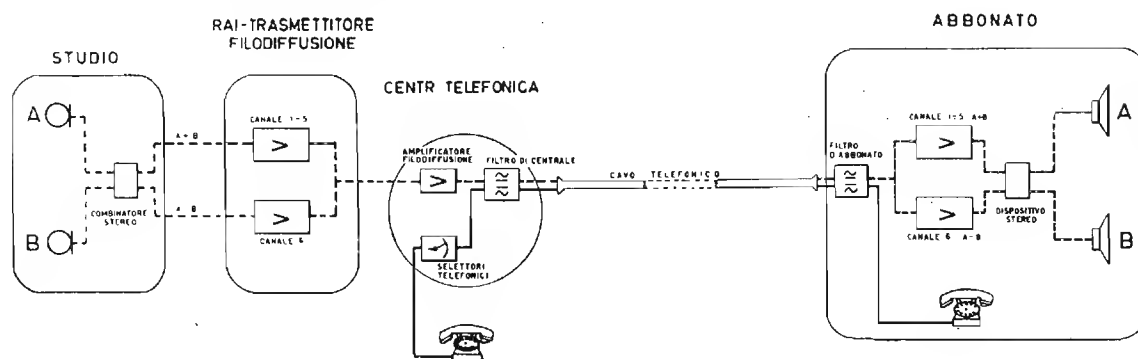 STUDIO
A
B
COMBINATORE
STEREO
A+B
A B
RAI-TRASMETTITORE
FILODIFFUSIONE
CANALE 1-5
CANALE 6
CENTR TELEFONICA
AMPLIFICATORE
FILODIFFUSIONE
FILTRO DI CENTRALE
SELETTORI
TELEFONICI
CAVO TELEFONICO
ABBONATO
FILTRO
D'ABBONATO
CANALE 1-5 A+B
CANALE 6 A-B
DISPOSITIVO
STEREO
A
B